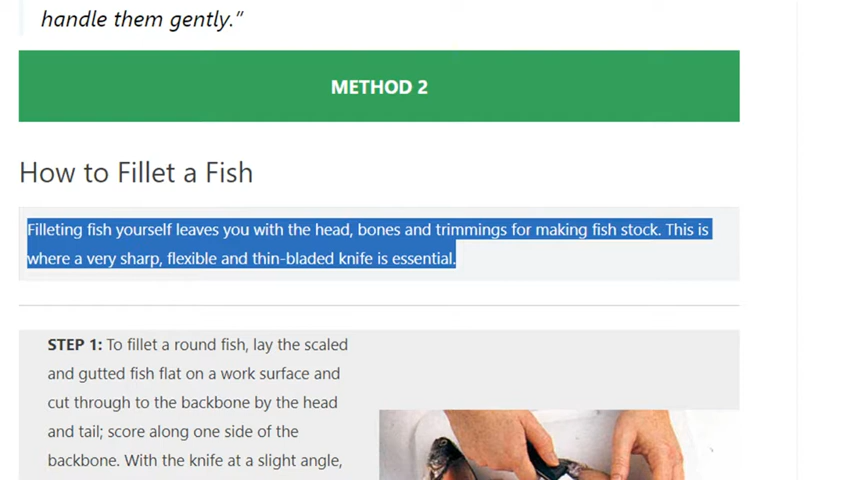 handle them gently.”
METHOD 2
How to Fillet a Fish
Filleting fish yourself leaves you with the head, bones and trimmings for making fish stock. This is
where a very sharp, flexible and thin-bladed knife is essential.
STEP 1: To fillet a round fish, lay the scaled
and gutted fish flat on a work surface and
cut through to the backbone by the head
and tail; score along one side of the
backbone. With the knife at a slight angle,